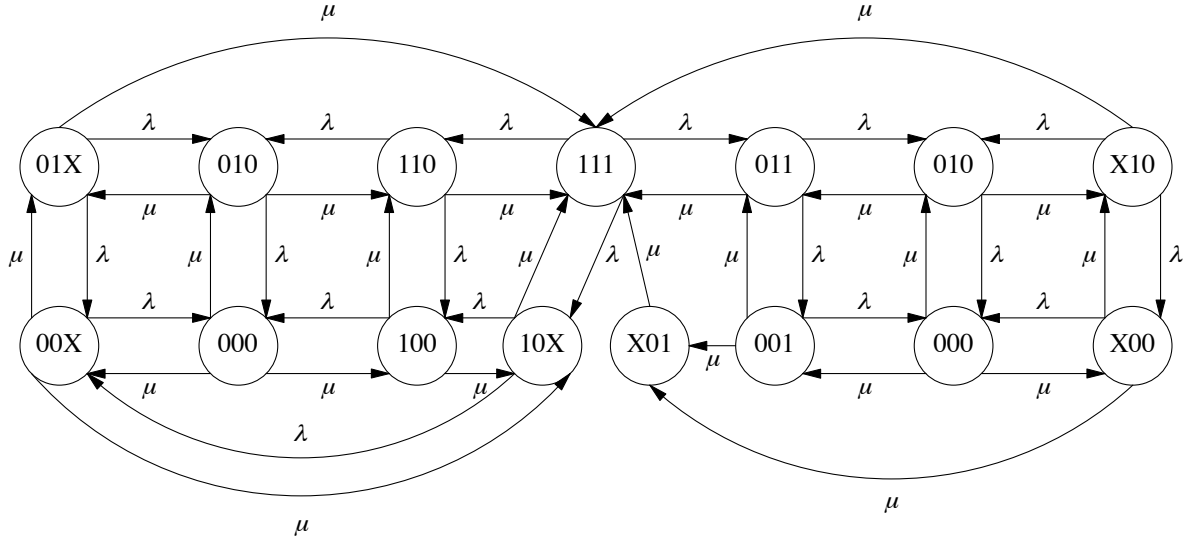 μ μ
λ λ λ λ λ λ
01X 010 110 111 011 010 X10
μ μ μ μ μ μ
μ λ μ λ μ λ μ λ μ μ λ μ λ μ λ
λ λ λ λ λ
00X 000 100 10X X01 001 000 X00
μ μ μ μ μ μ
λ
μ
μ